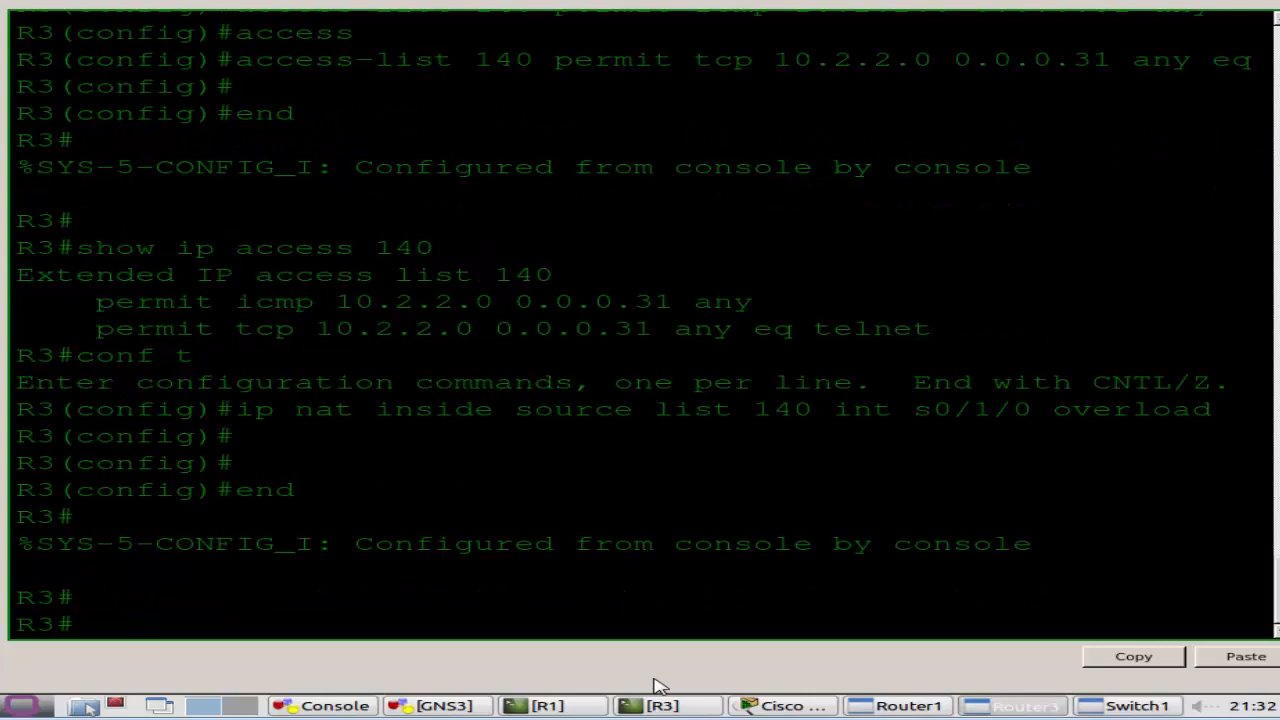 R3(config)#access
R3(config)#access-list 140 permit tcp 10.2.2.0 0.0.0.31 any eq
R3(config)#
R3(config)#end
R3#
%SYS-5-CONFIG_I: Configured from console by console
R3#
R3#show ip access 140
Extended IP access list 140
permit icmp 10.2.2.0 0.0.0.31 any
permit tcp 10.2.2.0 0.0.0.31 any eq telnet
R3#conf t
Enter configuration commands, one per line.  End with CNTL/Z.
R3(config)#ip nat inside source list 140 int s0/1/0 overload
R3(config)#
R3(config)#
R3(config)#end
R3#
%SYS-5-CONFIG_I: Configured from console by console
R3#
R3#
Copy Paste
Console [GNS3] [R1] [R3] Cisco ... Router1 Router3 Switch1 21:32